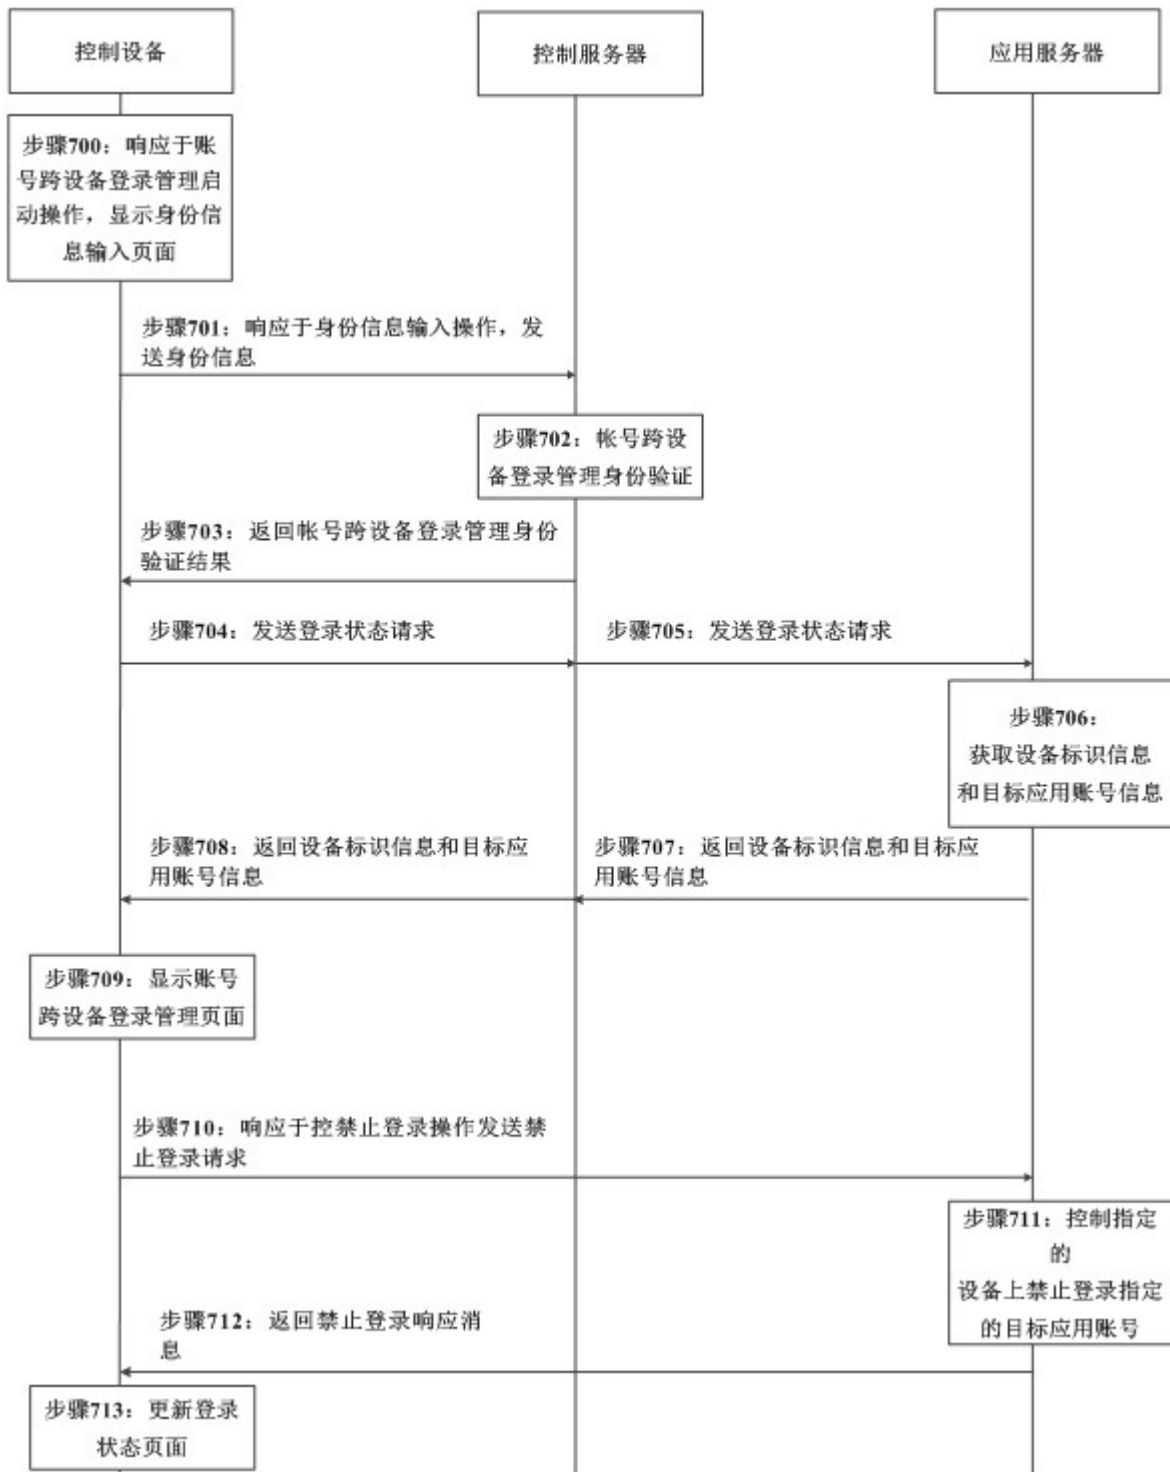 控制设备
控制服务器
应用服务器
步骤700：响应于账
号跨设备登录管理启
动操作，显示身份信
息输入页面
步骤701：响应于身份信息输入操作，发
送身份信息
步骤702：帐号跨设
备登录管理身份验证
步骤703：返回帐号跨设备登录管理身份
验证结果
步骤704：发送登录状态请求
步骤705：发送登录状态请求
步骤706：
获取设备标识信息
和目标应用账号信息
步骤708：返回设备标识信息和目标应
用账号信息
步骤707：返回设备标识信息和目标应
用账号信息
步骤709：显示账号
跨设备登录管理页面
步骤710：响应于控禁止登录操作发送禁
止登录请求
步骤711：控制指定
的
设备上禁止登录指定
的目标应用账号
步骤712：返回禁止登录响应消
息
步骤713：更新登录
状态页面